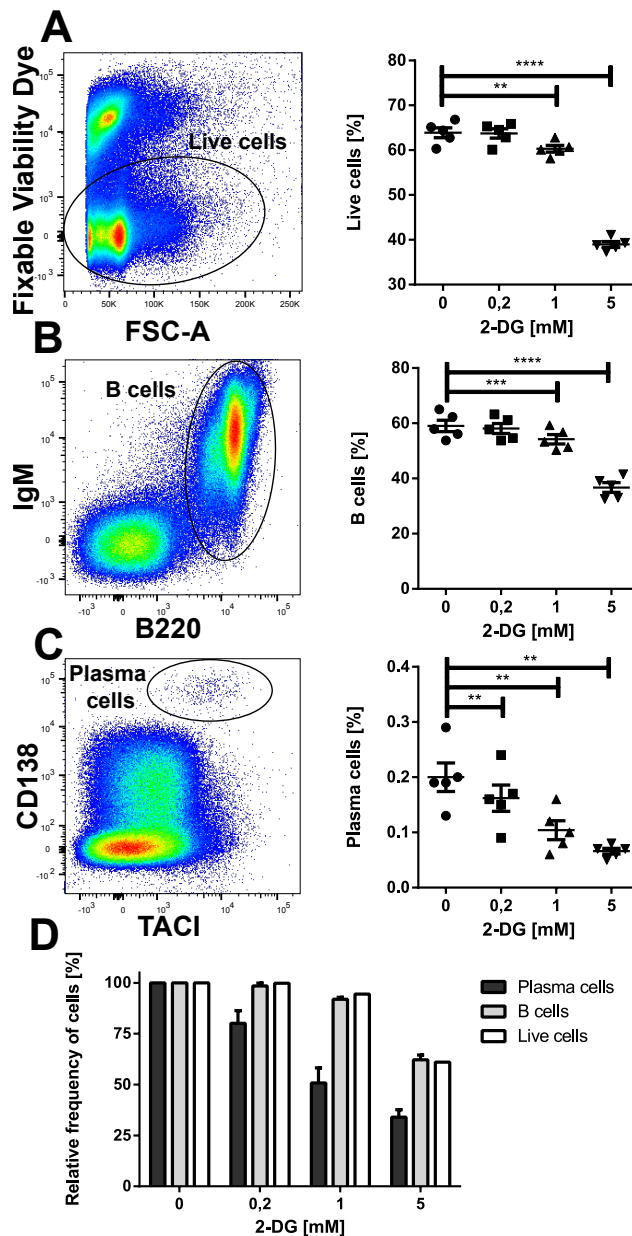 A
Fixable Viability Dye
10^5
10^4
10^3
0
-10^3
Live cells
0 50K 100K 150K 200K 250K
FSC-A
Live cells [%]
80
70
60
50
40
30
****
**
0 0,2 1 5
2-DG [mM]
B
IgM
10^5
10^4
10^3
0
-10^3
B cells
-10^3 0 10^3 10^4 10^5
B220
B cells [%]
80
60
40
20
0
****
***
0 0,2 1 5
2-DG [mM]
C
CD138
10^5
10^4
10^3
10^2
0
-10^2
Plasma
cells
-10^3 0 10^3 10^4 10^5
TACI
Plasma cells [%]
0.4
0.3
0.2
0.1
0.0
**
**
**
0 0,2 1 5
2-DG [mM]
D
Relative frequency of cells [%]
100
75
50
25
0
0 0,2 1 5
2-DG [mM]
Plasma cells
B cells
Live cells